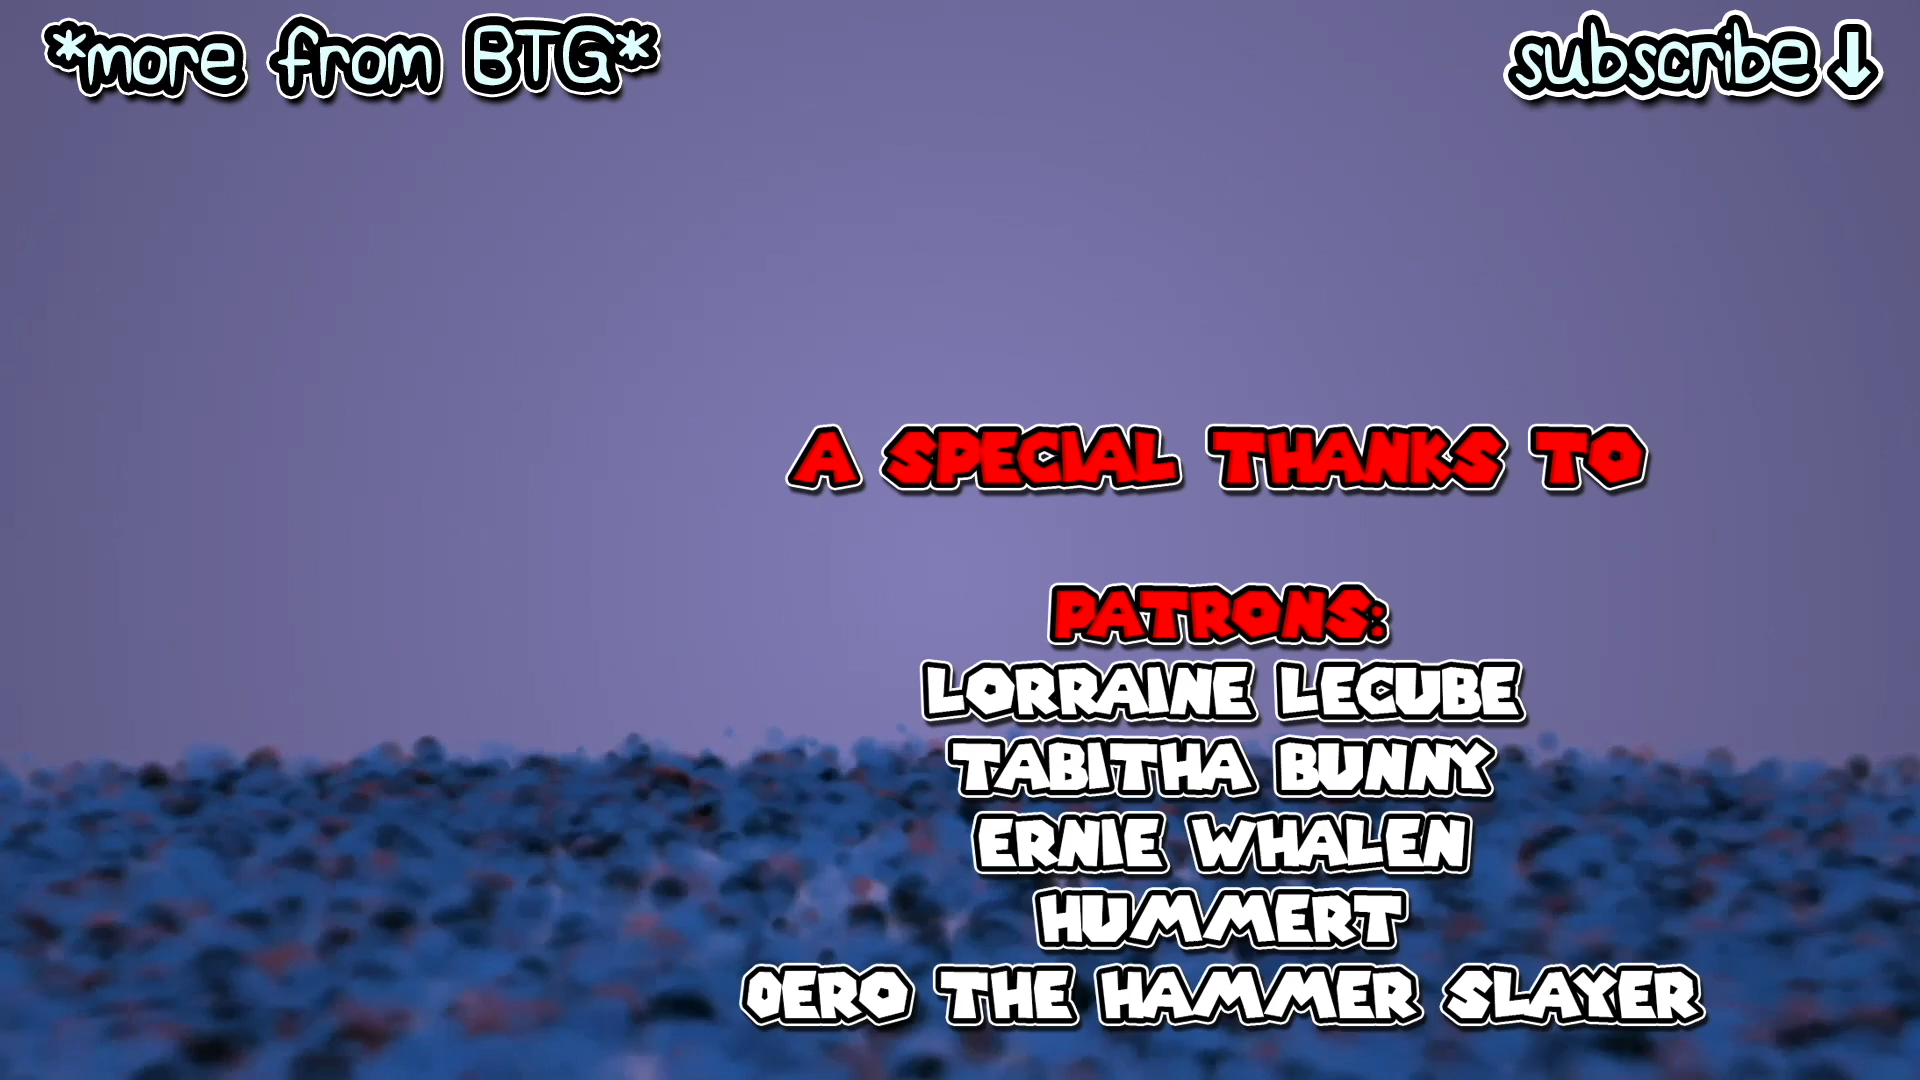 *more from BTG*
subscribe↓
A SPECIAL THANKS TO
PATRONS:
LORRAINE LECUBE
TABITHA BUNNY
ERNIE WHALEN
HUMMERT
OERO THE HAMMER SLAYER